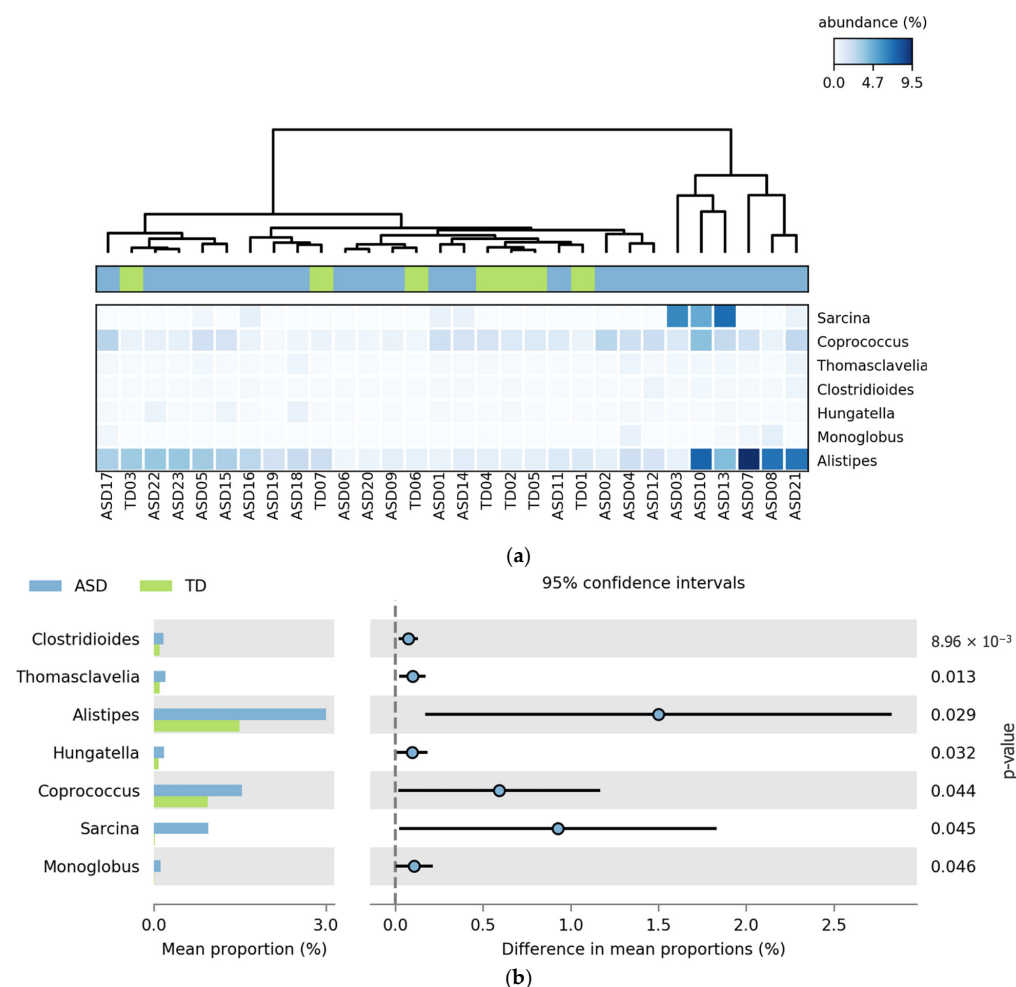 abundance (%)
0.0 4.7 9.5
Sarcina
Coprococcus
Thomasclavelia
Clostridioides
Hungatella
Monoglobus
Alistipes
ASD17 TD03 ASD22 ASD23 ASD05 ASD15 ASD16 ASD19 ASD18 TD07 ASD06 ASD20 ASD09 TD06 ASD01 ASD14 TD04 TD02 TD05 ASD11 TD01 ASD02 ASD04 ASD12 ASD03 ASD10 ASD13 ASD07 ASD08 ASD21
(a)
ASD TD 95% confidence intervals
Clostridioides 8.96 × 10⁻³
Thomasclavelia 0.013
Alistipes 0.029
Hungatella 0.032
Coprococcus 0.044
Sarcina 0.045
Monoglobus 0.046
p-value
0.0 3.0 0.0 0.5 1.0 1.5 2.0 2.5
Mean proportion (%) Difference in mean proportions (%)
(b)